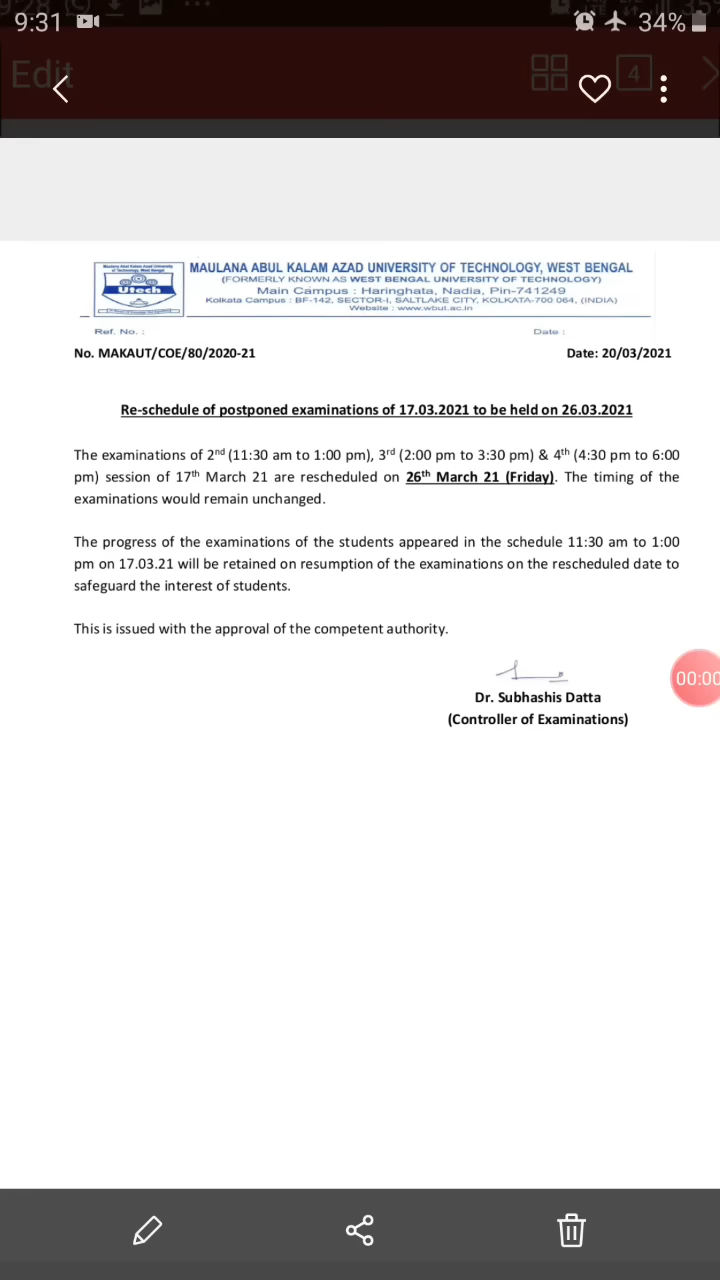 9:31
34%
Edit
4
Utech
MAULANA ABUL KALAM AZAD UNIVERSITY OF TECHNOLOGY, WEST BENGAL
(FORMERLY KNOWN AS WEST BENGAL UNIVERSITY OF TECHNOLOGY)
Main Campus : Haringhata, Nadia, Pin-741249
Kolkata Campus : BF-142, SECTOR-I, SALTLAKE CITY, KOLKATA-700 064, (INDIA)
Website : www.wbut.ac.in
Ref. No. :
Date :
No. MAKAUT/COE/80/2020-21
Date: 20/03/2021
Re-schedule of postponed examinations of 17.03.2021 to be held on 26.03.2021
The examinations of 2nd (11:30 am to 1:00 pm), 3rd (2:00 pm to 3:30 pm) & 4th (4:30 pm to 6:00
pm) session of 17th March 21 are rescheduled on 26th March 21 (Friday). The timing of the
examinations would remain unchanged.
The progress of the examinations of the students appeared in the schedule 11:30 am to 1:00
pm on 17.03.21 will be retained on resumption of the examinations on the rescheduled date to
safeguard the interest of students.
This is issued with the approval of the competent authority.
00:00
Dr. Subhashis Datta
(Controller of Examinations)